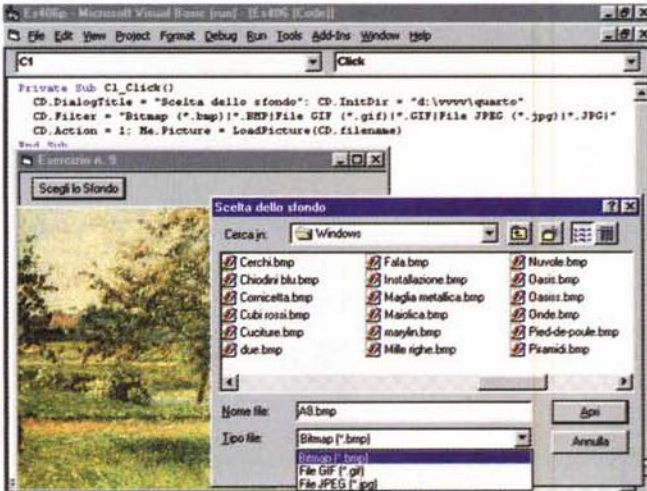 Es406p - Microsoft Visual Basic [run] - [Es406 [Code]]
File Edit View Project Format Debug Run Tools Add-Ins Window Help
C1 Click
Private Sub C1_Click()
CD.DialogTitle = "Scelta dello sfondo": CD.InitDir = "d:\vvvv\quarto"
CD.Filter = "Bitmap (*.bmp)|*.BMP|File GIF (*.gif)|*.GIF|File JPEG (*.jpg)|*.JPG|"
CD.Action = 1: Me.Picture = LoadPicture(CD.filename)
End Sub
Esercizio n. 9
Scegli lo Sfondo
Scelta dello sfondo
Cerca in: Windows
Cerchi.bmp Fala.bmp Nuvole.bmp
Chiodini blu.bmp Installazione.bmp Oasis.bmp
Cornicetta.bmp Maglia metallica.bmp Oasiss.bmp
Cubi rossi.bmp Maiolica.bmp Onde.bmp
Cuciture.bmp marylin.bmp Pied-de-poule.bmp
due.bmp Mille righe.bmp Piramidi.bmp
Nome file: A8.bmp Apri
Tipo file: Bitmap (*.bmp) Annulla
Bitmap (*.bmp)
File GIF (*.gif)
File JPEG (*.jpg)